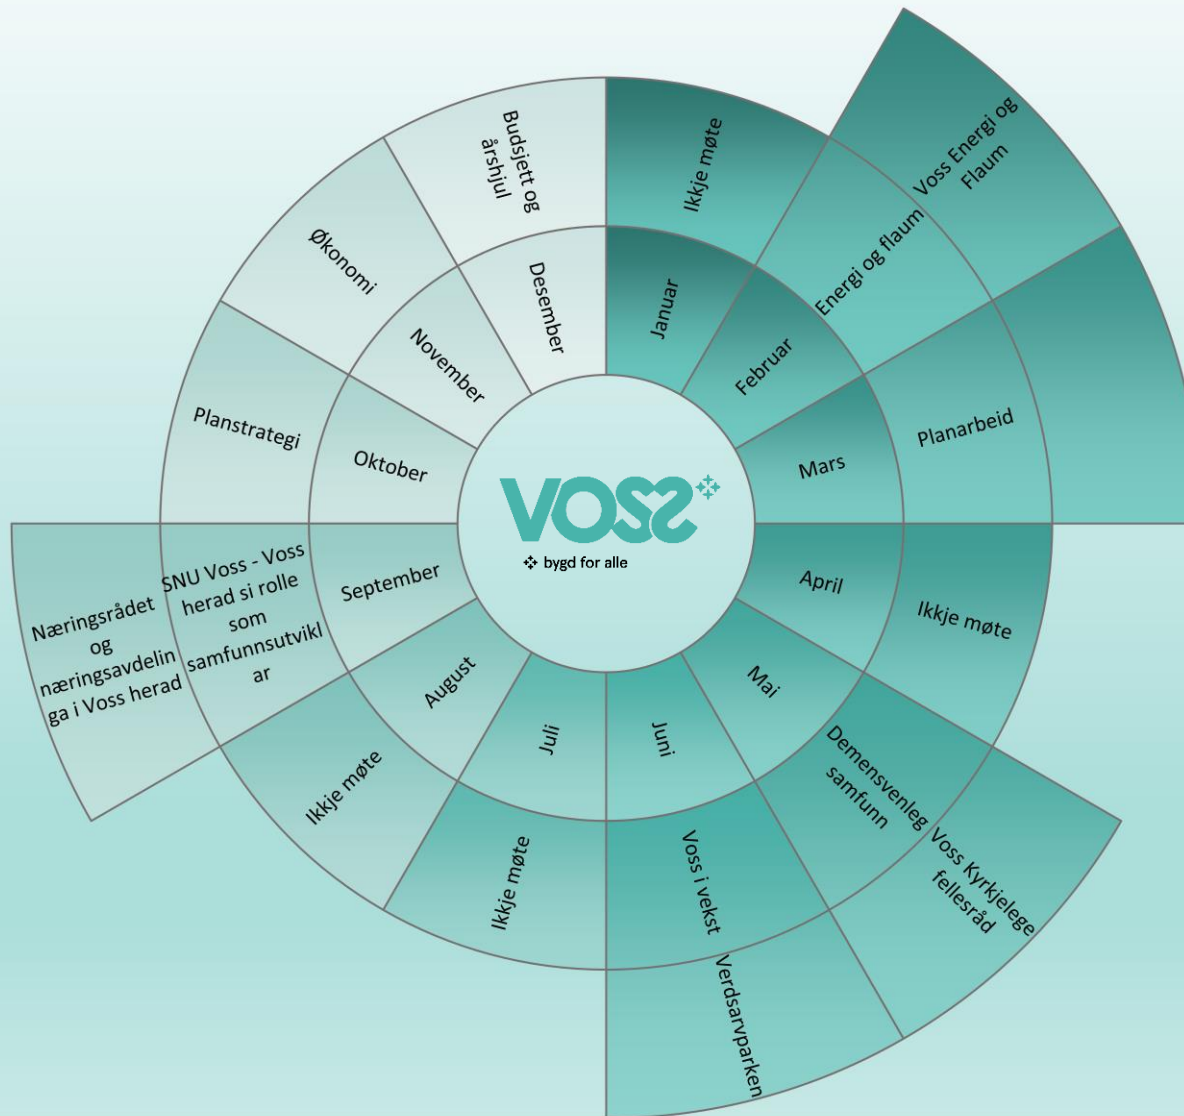 Januar
Ikkje møte
Februar
Energi og flaum
Voss Energi og
Flaum
Mars
Planarbeid
April
Ikkje møte
Mai
Demensvenleg
samfunn
Voss Kyrkjelege
fellesråd
Juni
Voss i vekst
Verdsarvparken
Juli
Ikkje møte
August
Ikkje møte
September
SNU Voss - Voss
herad si rolle
som
samfunnsutvikl
ar
Næringsrådet
og
næringsavdelin
ga i Voss herad
Oktober
Planstrategi
November
Økonomi
Desember
Budsjett og
årshjul
VOSS
bygd for alle